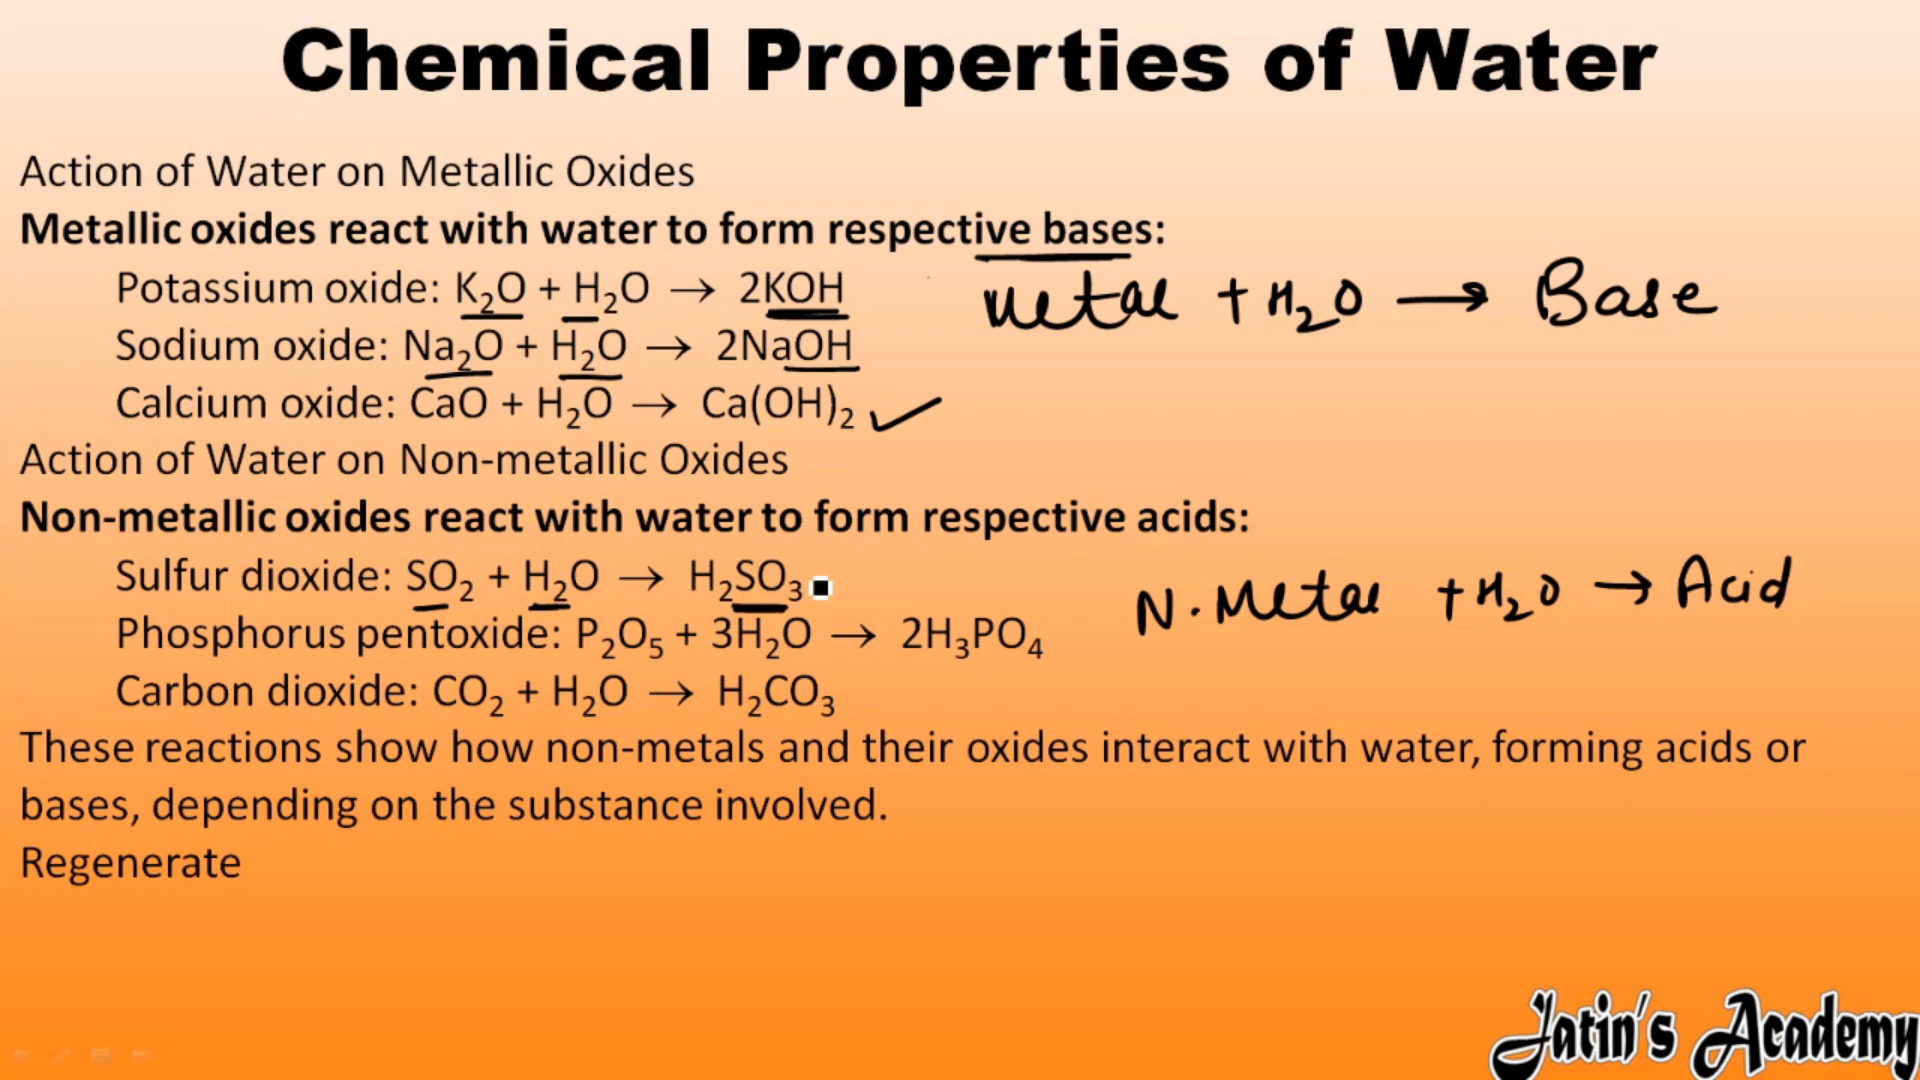 Chemical Properties of Water
Action of Water on Metallic Oxides
Metallic oxides react with water to form respective bases:
Potassium oxide: K₂O + H₂O → 2KOH
Metal + H₂O → Base
Sodium oxide: Na₂O + H₂O → 2NaOH
Calcium oxide: CaO + H₂O → Ca(OH)₂ ✓
Action of Water on Non-metallic Oxides
Non-metallic oxides react with water to form respective acids:
Sulfur dioxide: SO₂ + H₂O → H₂SO₃
N. Metal + H₂O → Acid
Phosphorus pentoxide: P₂O₅ + 3H₂O → 2H₃PO₄
Carbon dioxide: CO₂ + H₂O → H₂CO₃
These reactions show how non-metals and their oxides interact with water, forming acids or
bases, depending on the substance involved.
Regenerate
Jatin's Academy